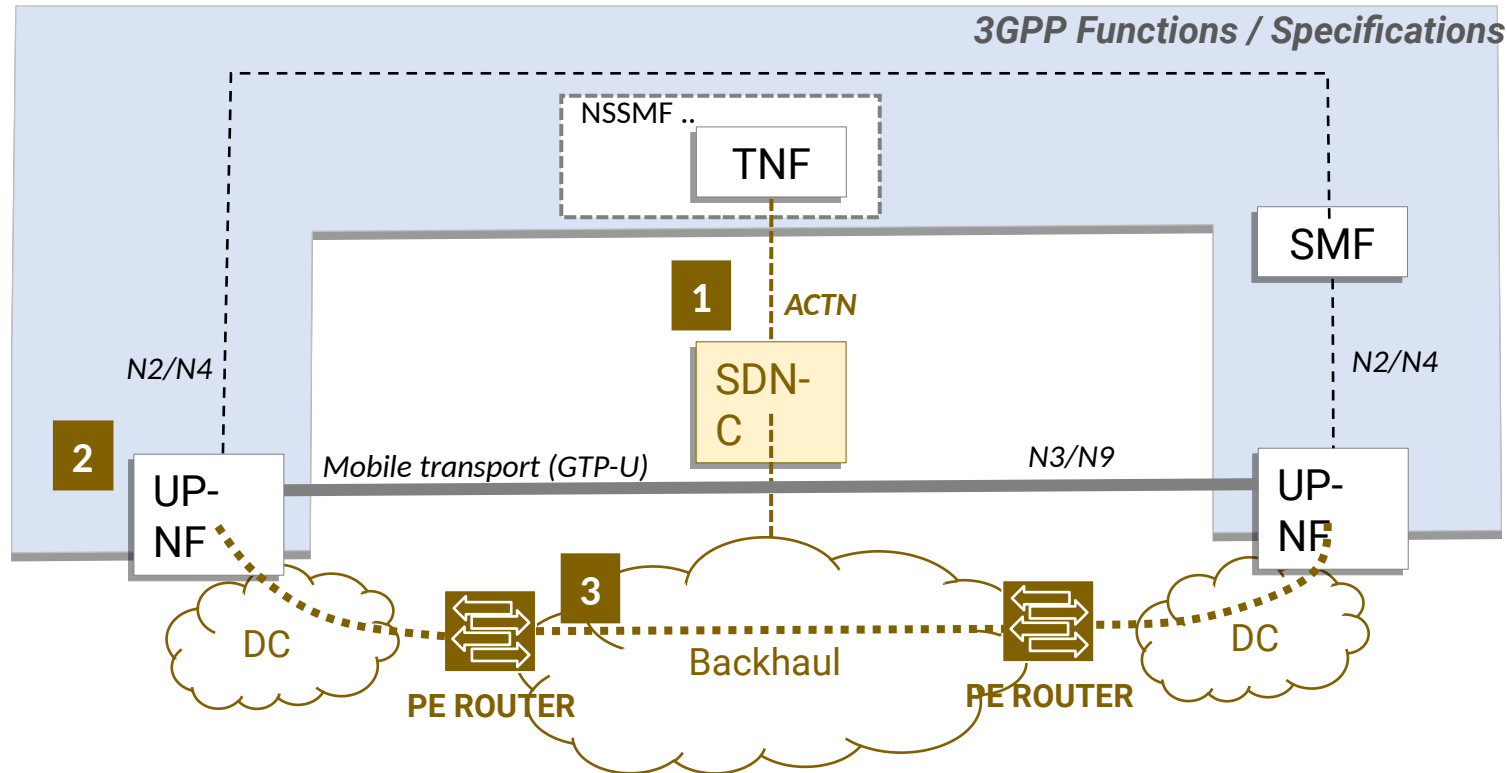 3GPP Functions / Specifications
NSSMF ..
TNF
SMF
1
ACTN
N2/N4
N2/N4
SDN-
C
2
Mobile transport (GTP-U)
N3/N9
UP-
NF
UP-
NF
3
DC
Backhaul
DC
PE ROUTER
PE ROUTER